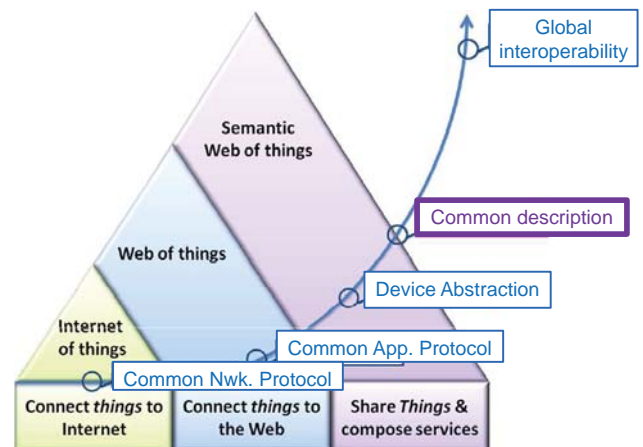 Global
interoperability
Semantic
Web of things
Common description
Web of things
Device Abstraction
Internet
of things
Common App. Protocol
Common Nwk. Protocol
Connect things to
Internet
Connect things to
the Web
Share Things &
compose services